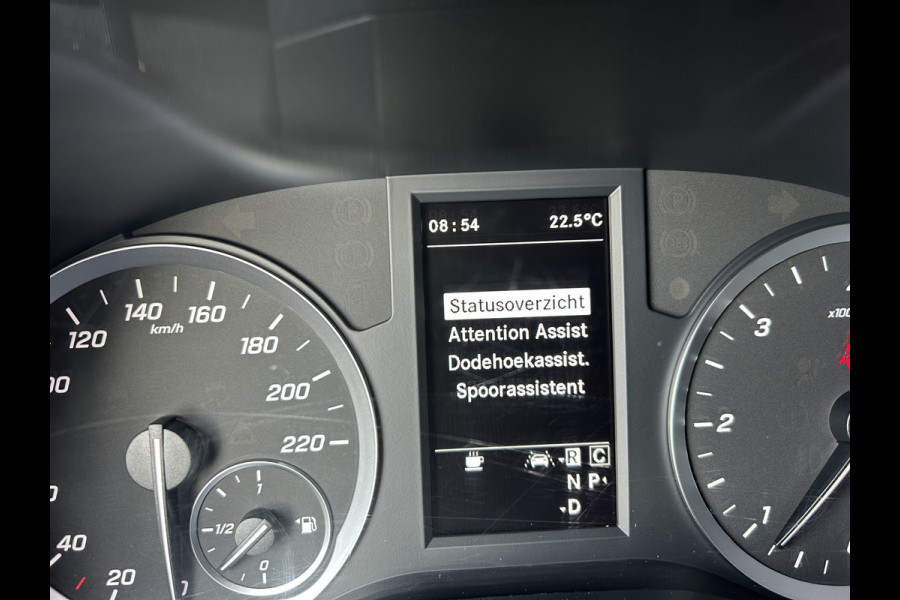 08:54 22.5°C
Statusoverzicht
Attention Assist
Dodehoekassist.
Spoorassistent
R C
N P
D
20
40
120
140
160
180
200
220
km/h
1
1/2
0
1
2
3